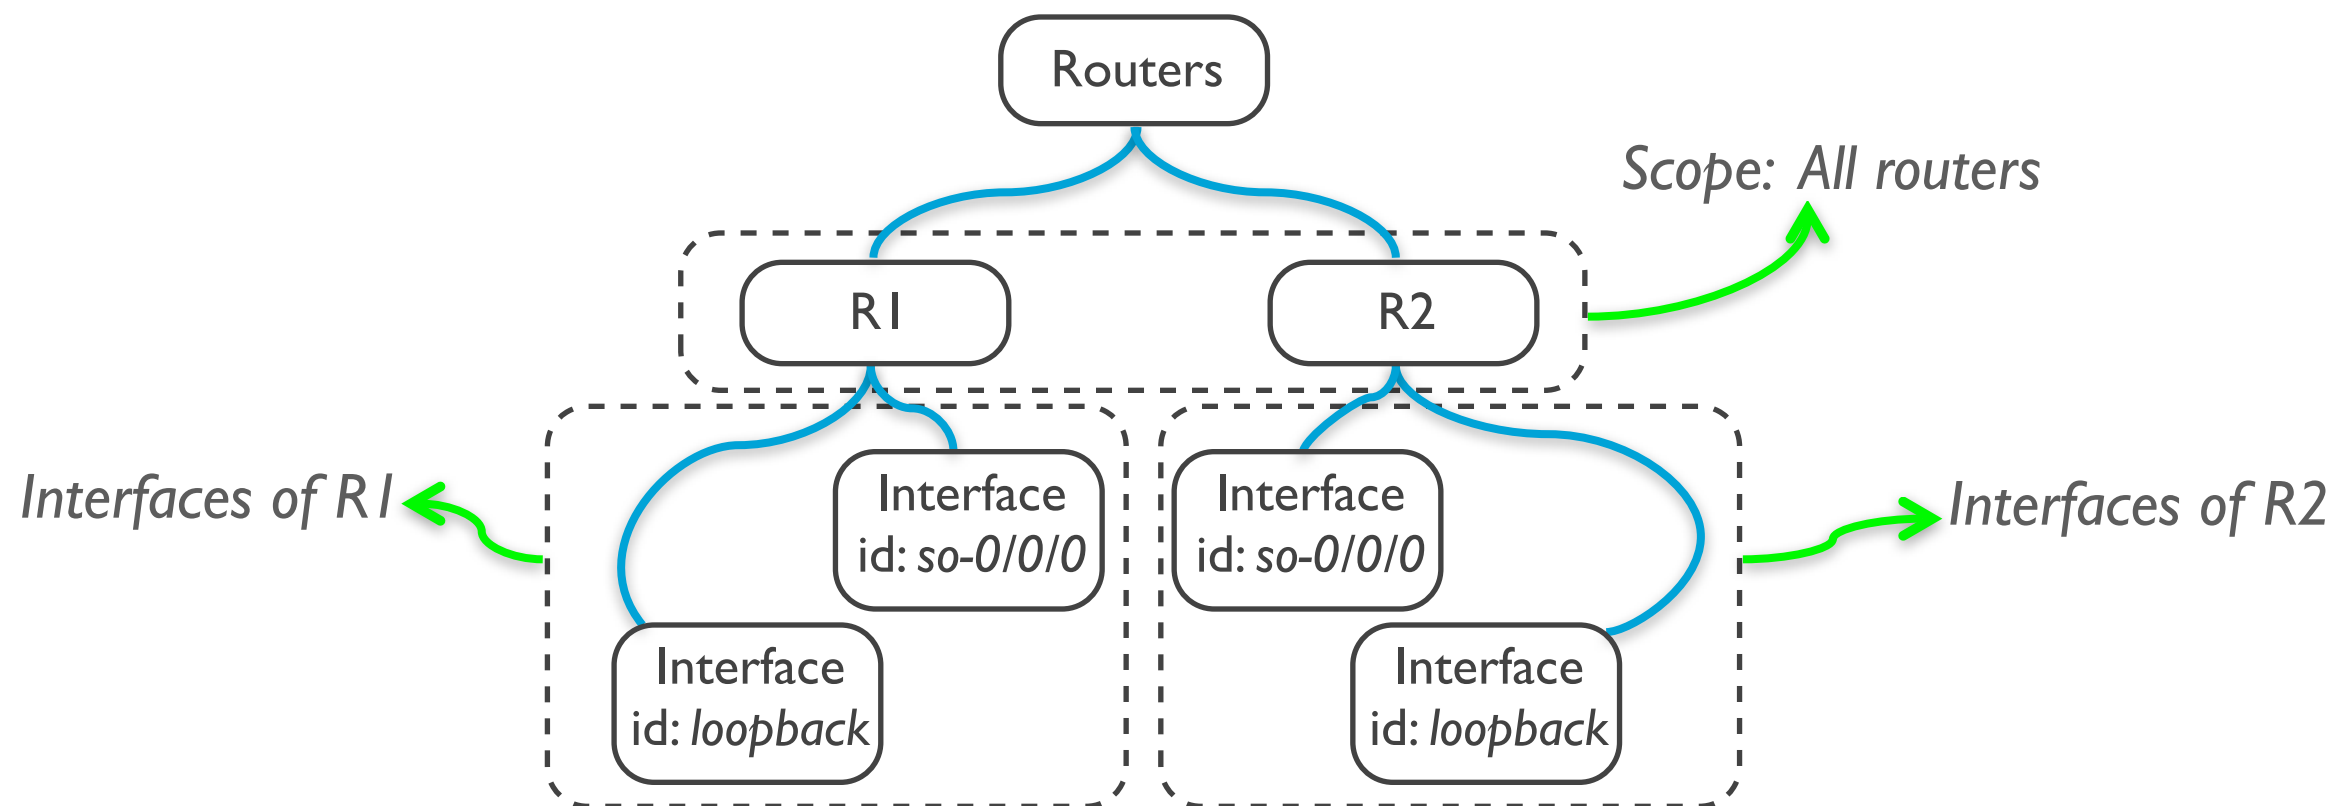 Routers
Scope: All routers
R1
R2
Interfaces of R1
Interface
id: so-0/0/0
Interface
id: so-0/0/0
Interfaces of R2
Interface
id: loopback
Interface
id: loopback